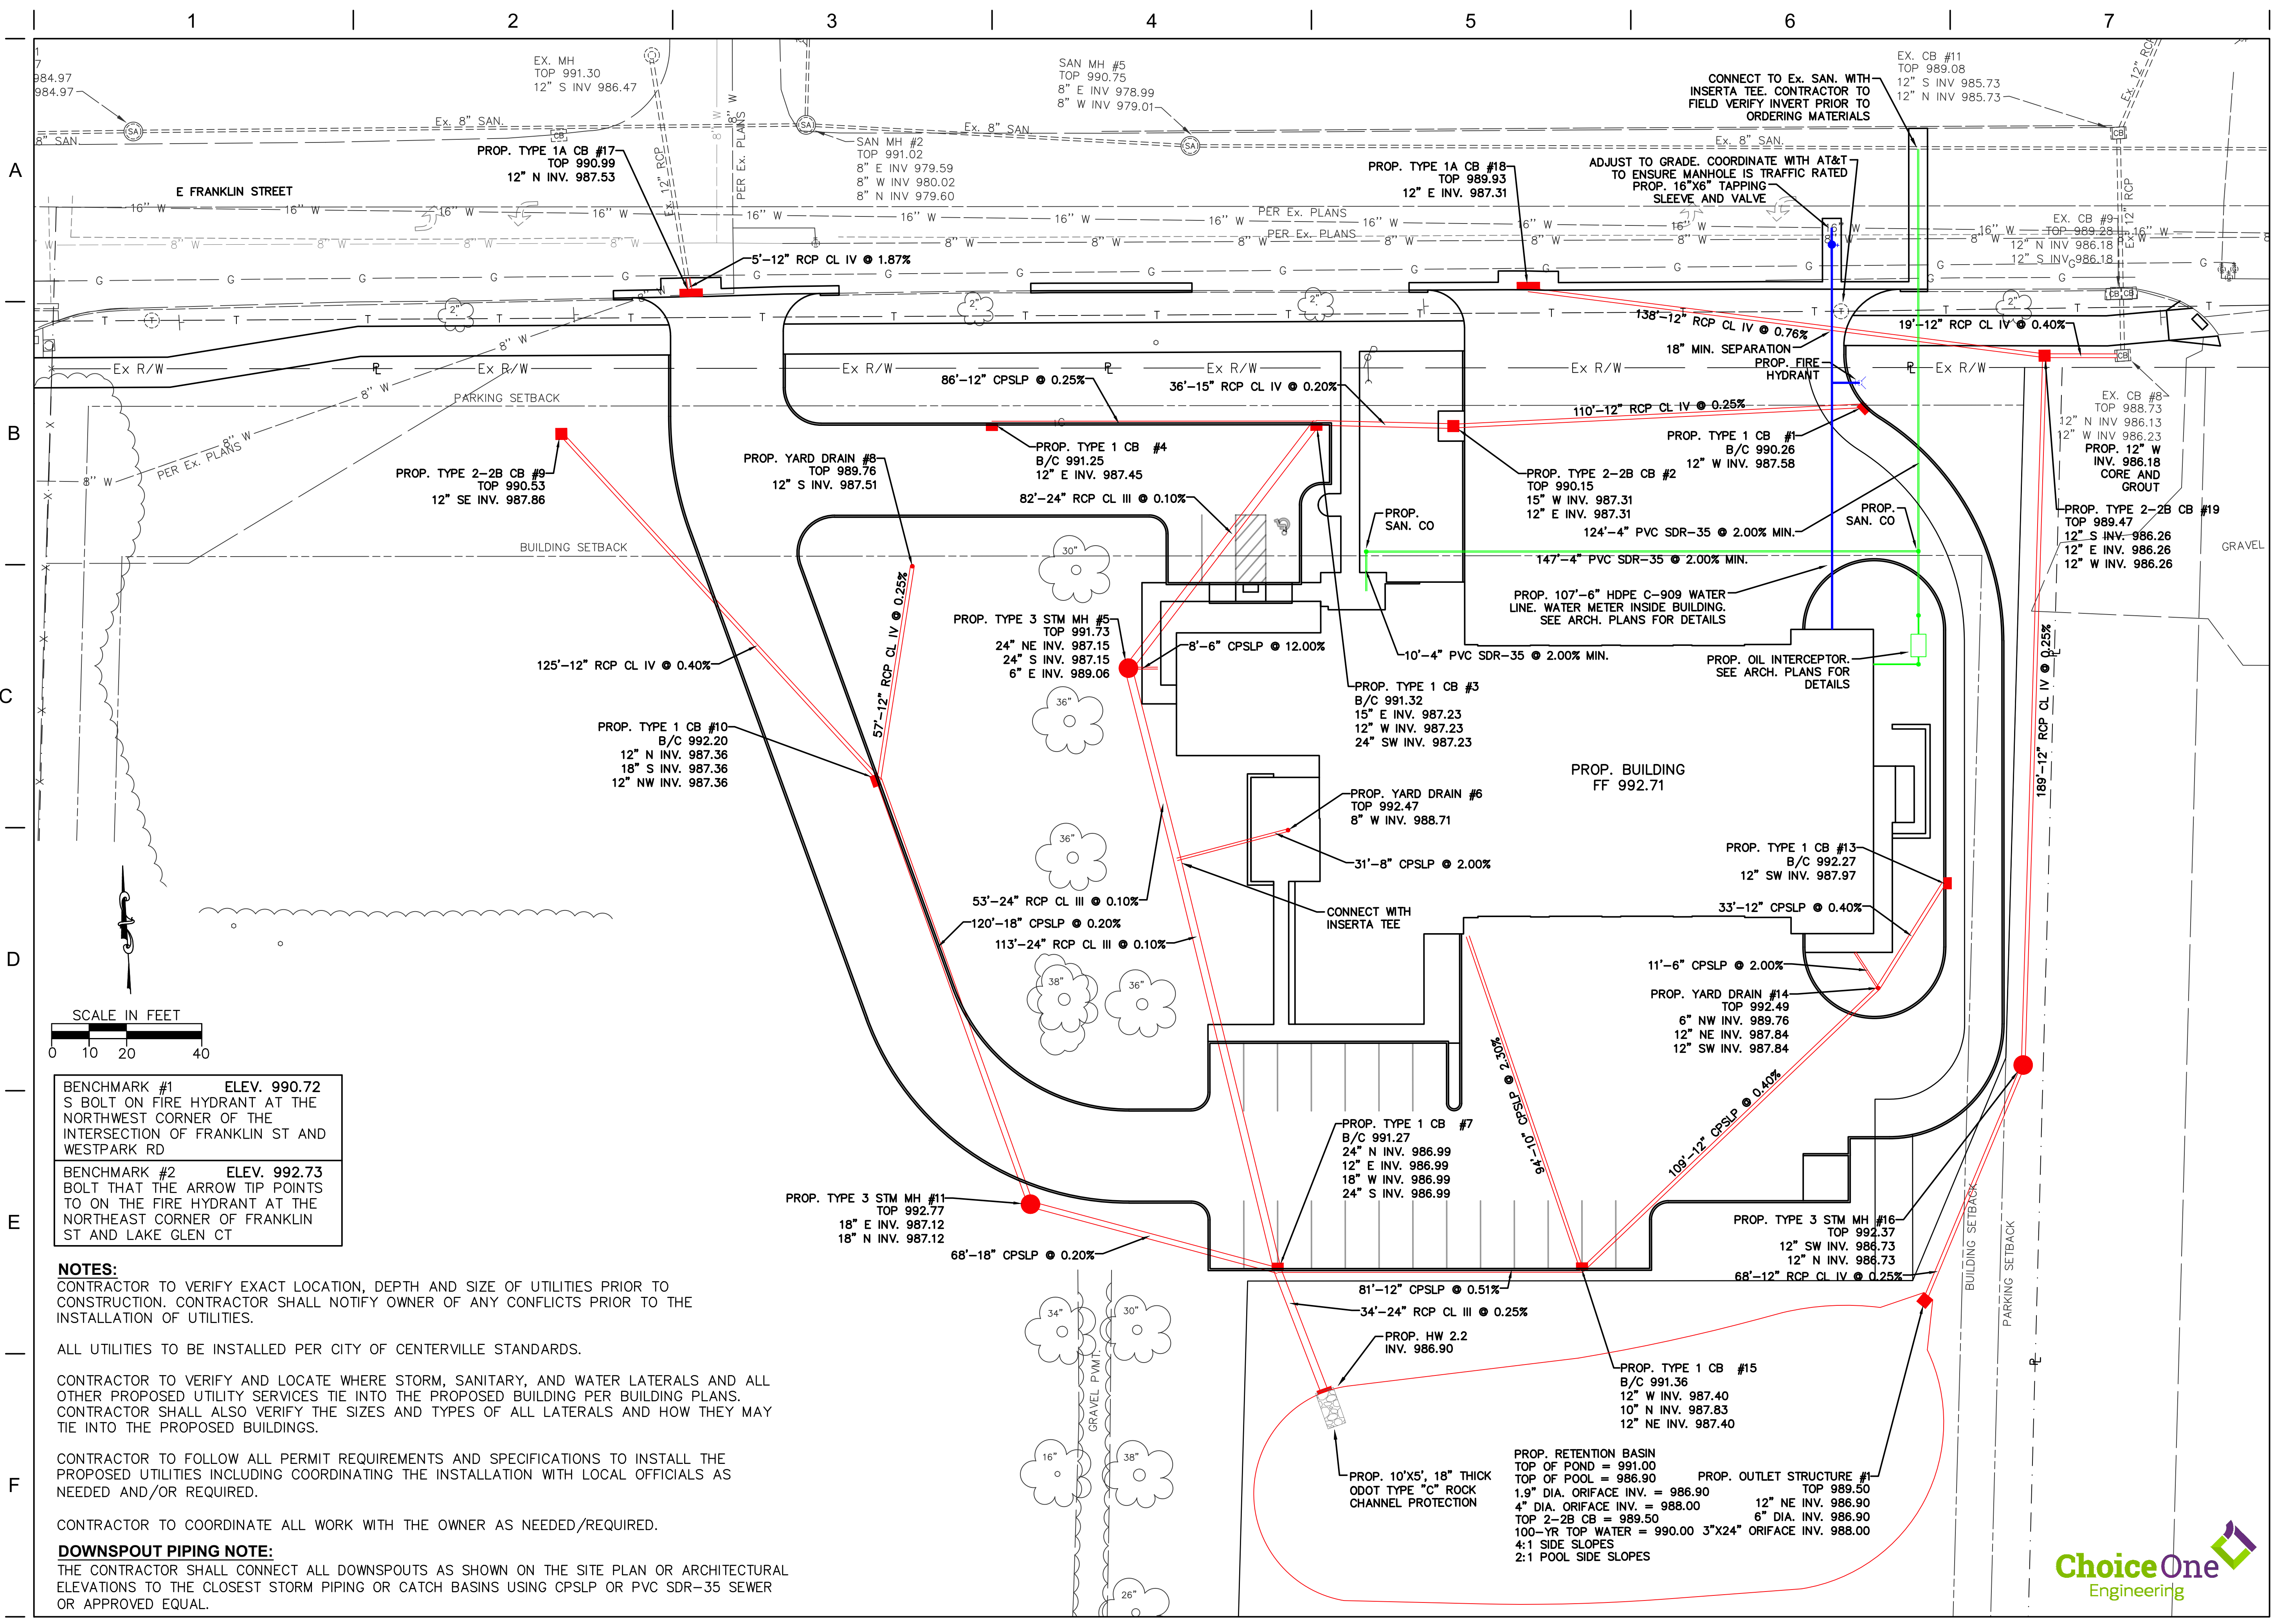 1
2
3
4
5
6
7
A
B
C
D
E
F
984.97
984.97
8" SAN.
EX. MH
TOP 991.30
12" S INV 986.47
Ex. 8" SAN.
PROP. TYPE 1A CB #17
TOP 990.99
12" N INV. 987.53
E FRANKLIN STREET
Ex. 12" RCP
PER Ex. PLANS
SAN MH #2
TOP 991.02
8" E INV 979.59
8" W INV 980.02
8" N INV 979.60
SAN MH #5
TOP 990.75
8" E INV 978.99
8" W INV 979.01
Ex. 8" SAN.
PROP. TYPE 1A CB #18
TOP 989.93
12" E INV. 987.31
CONNECT TO Ex. SAN. WITH
INSERTA TEE. CONTRACTOR TO
FIELD VERIFY INVERT PRIOR TO
ORDERING MATERIALS
Ex. 8" SAN.
ADJUST TO GRADE. COORDINATE WITH AT&T
TO ENSURE MANHOLE IS TRAFFIC RATED
PROP. 16"X6" TAPPING
SLEEVE AND VALVE
EX. CB #11
TOP 989.08
12" S INV 985.73
12" N INV 985.73
Ex. 12" RCP
Ex. 12" RCP
EX. CB #9
TOP 989.28
12" N INV 986.18
12" S INV 986.18
PER Ex. PLANS
PER Ex. PLANS
5'-12" RCP CL IV @ 1.87%
138'-12" RCP CL IV @ 0.76%
19'-12" RCP CL IV @ 0.40%
18" MIN. SEPARATION
PROP. FIRE
HYDRANT
Ex R/W
Ex R/W
Ex R/W
Ex R/W
Ex R/W
Ex R/W
86'-12" CPSLP @ 0.25%
36'-15" RCP CL IV @ 0.20%
110'-12" RCP CL IV @ 0.25%
PARKING SETBACK
EX. CB #8
TOP 988.73
12" N INV 986.13
12" W INV 986.23
PROP. 12" W
INV. 986.18
CORE AND
GROUT
PER Ex. PLANS
PROP. TYPE 2-2B CB #9
TOP 990.53
12" SE INV. 987.86
PROP. YARD DRAIN #8
TOP 989.76
12" S INV. 987.51
PROP. TYPE 1 CB #4
B/C 991.25
12" E INV. 987.45
82'-24" RCP CL III @ 0.10%
PROP.
SAN. CO
PROP. TYPE 2-2B CB #2
TOP 990.15
15" W INV. 987.31
12" E INV. 987.31
PROP. TYPE 1 CB #1
B/C 990.26
12" W INV. 987.58
PROP.
SAN. CO
124'-4" PVC SDR-35 @ 2.00% MIN.
147'-4" PVC SDR-35 @ 2.00% MIN.
PROP. TYPE 2-2B CB #19
TOP 989.47
12" S INV. 986.26
12" E INV. 986.26
12" W INV. 986.26
GRAVEL
BUILDING SETBACK
30"
57'-12" RCP CL IV @ 0.25%
PROP. TYPE 3 STM MH #5
TOP 991.73
24" NE INV. 987.15
24" S INV. 987.15
6" E INV. 989.06
8'-6" CPSLP @ 12.00%
PROP. 107'-6" HDPE C-909 WATER
LINE. WATER METER INSIDE BUILDING.
SEE ARCH. PLANS FOR DETAILS
10'-4" PVC SDR-35 @ 2.00% MIN.
PROP. OIL INTERCEPTOR.
SEE ARCH. PLANS FOR
DETAILS
125'-12" RCP CL IV @ 0.40%
36"
PROP. TYPE 1 CB #3
B/C 991.32
15" E INV. 987.23
12" W INV. 987.23
24" SW INV. 987.23
PROP. TYPE 1 CB #10
B/C 992.20
12" N INV. 987.36
18" S INV. 987.36
12" NW INV. 987.36
PROP. BUILDING
FF 992.71
189'-12" RCP CL IV @ 0.25%
PROP. YARD DRAIN #6
TOP 992.47
8" W INV. 988.71
36"
31'-8" CPSLP @ 2.00%
PROP. TYPE 1 CB #13
B/C 992.27
12" SW INV. 987.97
53'-24" RCP CL III @ 0.10%
120'-18" CPSLP @ 0.20%
113'-24" RCP CL III @ 0.10%
CONNECT WITH
INSERTA TEE
33'-12" CPSLP @ 0.40%
11'-6" CPSLP @ 2.00%
38"
36"
PROP. YARD DRAIN #14
TOP 992.49
6" NW INV. 989.76
12" NE INV. 987.84
12" SW INV. 987.84
94'-10" CPSLP @ 2.30%
109'-12" CPSLP @ 0.40%
SCALE IN FEET
0 10 20 40
BENCHMARK #1 ELEV. 990.72
S BOLT ON FIRE HYDRANT AT THE
NORTHWEST CORNER OF THE
INTERSECTION OF FRANKLIN ST AND
WESTPARK RD
BENCHMARK #2 ELEV. 992.73
BOLT THAT THE ARROW TIP POINTS
TO ON THE FIRE HYDRANT AT THE
NORTHEAST CORNER OF FRANKLIN
ST AND LAKE GLEN CT
PROP. TYPE 1 CB #7
B/C 991.27
24" N INV. 986.99
12" E INV. 986.99
18" W INV. 986.99
24" S INV. 986.99
PROP. TYPE 3 STM MH #11
TOP 992.77
18" E INV. 987.12
18" N INV. 987.12
68'-18" CPSLP @ 0.20%
PROP. TYPE 3 STM MH #16
TOP 992.37
12" SW INV. 986.73
12" N INV. 986.73
68'-12" RCP CL IV @ 0.25%
BUILDING SETBACK
PARKING SETBACK
81'-12" CPSLP @ 0.51%
34'-24" RCP CL III @ 0.25%
PROP. HW 2.2
INV. 986.90
34"
30"
GRAVEL PVMT.
16"
38"
26"
PROP. TYPE 1 CB #15
B/C 991.36
12" W INV. 987.40
10" N INV. 987.83
12" NE INV. 987.40
PROP. 10'X5', 18" THICK
ODOT TYPE "C" ROCK
CHANNEL PROTECTION
PROP. RETENTION BASIN
TOP OF POND = 991.00
TOP OF POOL = 986.90
1.9" DIA. ORIFACE INV. = 986.90
4" DIA. ORIFACE INV. = 988.00
TOP 2-2B CB = 989.50
100-YR TOP WATER = 990.00
4:1 SIDE SLOPES
2:1 POOL SIDE SLOPES
PROP. OUTLET STRUCTURE #1
TOP 989.50
12" NE INV. 986.90
6" DIA. INV. 986.90
3"X24" ORIFACE INV. 988.00
NOTES:
CONTRACTOR TO VERIFY EXACT LOCATION, DEPTH AND SIZE OF UTILITIES PRIOR TO
CONSTRUCTION. CONTRACTOR SHALL NOTIFY OWNER OF ANY CONFLICTS PRIOR TO THE
INSTALLATION OF UTILITIES.
ALL UTILITIES TO BE INSTALLED PER CITY OF CENTERVILLE STANDARDS.
CONTRACTOR TO VERIFY AND LOCATE WHERE STORM, SANITARY, AND WATER LATERALS AND ALL
OTHER PROPOSED UTILITY SERVICES TIE INTO THE PROPOSED BUILDING PER BUILDING PLANS.
CONTRACTOR SHALL ALSO VERIFY THE SIZES AND TYPES OF ALL LATERALS AND HOW THEY MAY
TIE INTO THE PROPOSED BUILDINGS.
CONTRACTOR TO FOLLOW ALL PERMIT REQUIREMENTS AND SPECIFICATIONS TO INSTALL THE
PROPOSED UTILITIES INCLUDING COORDINATING THE INSTALLATION WITH LOCAL OFFICIALS AS
NEEDED AND/OR REQUIRED.
CONTRACTOR TO COORDINATE ALL WORK WITH THE OWNER AS NEEDED/REQUIRED.
DOWNSPOUT PIPING NOTE:
THE CONTRACTOR SHALL CONNECT ALL DOWNSPOUTS AS SHOWN ON THE SITE PLAN OR ARCHITECTURAL
ELEVATIONS TO THE CLOSEST STORM PIPING OR CATCH BASINS USING CPSLP OR PVC SDR-35 SEWER
OR APPROVED EQUAL.
ChoiceOne
Engineering